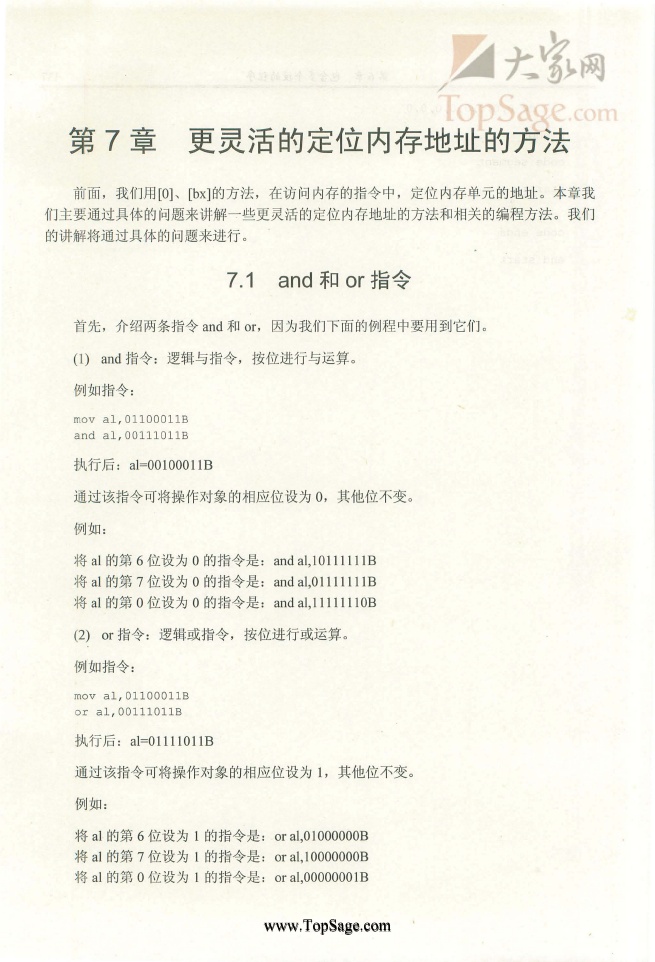 大家网
TopSage.com
第 7 章 更灵活的定位内存地址的方法
前面，我们用[0]、[bx]的方法，在访问内存的指令中，定位内存单元的地址。本章我
们主要通过具体的问题来讲解一些更灵活的定位内存地址的方法和相关的编程方法。我们
的讲解将通过具体的问题来进行。
7.1 and 和 or 指令
首先，介绍两条指令 and 和 or，因为我们下面的例程中要用到它们。
(1) and 指令：逻辑与指令，按位进行与运算。
例如指令：
mov al,01100011B
and al,00111011B
执行后：al=00100011B
通过该指令可将操作对象的相应位设为 0，其他位不变。
例如：
将 al 的第 6 位设为 0 的指令是：and al,10111111B
将 al 的第 7 位设为 0 的指令是：and al,01111111B
将 al 的第 0 位设为 0 的指令是：and al,11111110B
(2) or 指令：逻辑或指令，按位进行或运算。
例如指令：
mov al,01100011B
or al,00111011B
执行后：al=01111011B
通过该指令可将操作对象的相应位设为 1，其他位不变。
例如：
将 al 的第 6 位设为 1 的指令是：or al,01000000B
将 al 的第 7 位设为 1 的指令是：or al,10000000B
将 al 的第 0 位设为 1 的指令是：or al,00000001B
www.TopSage.com